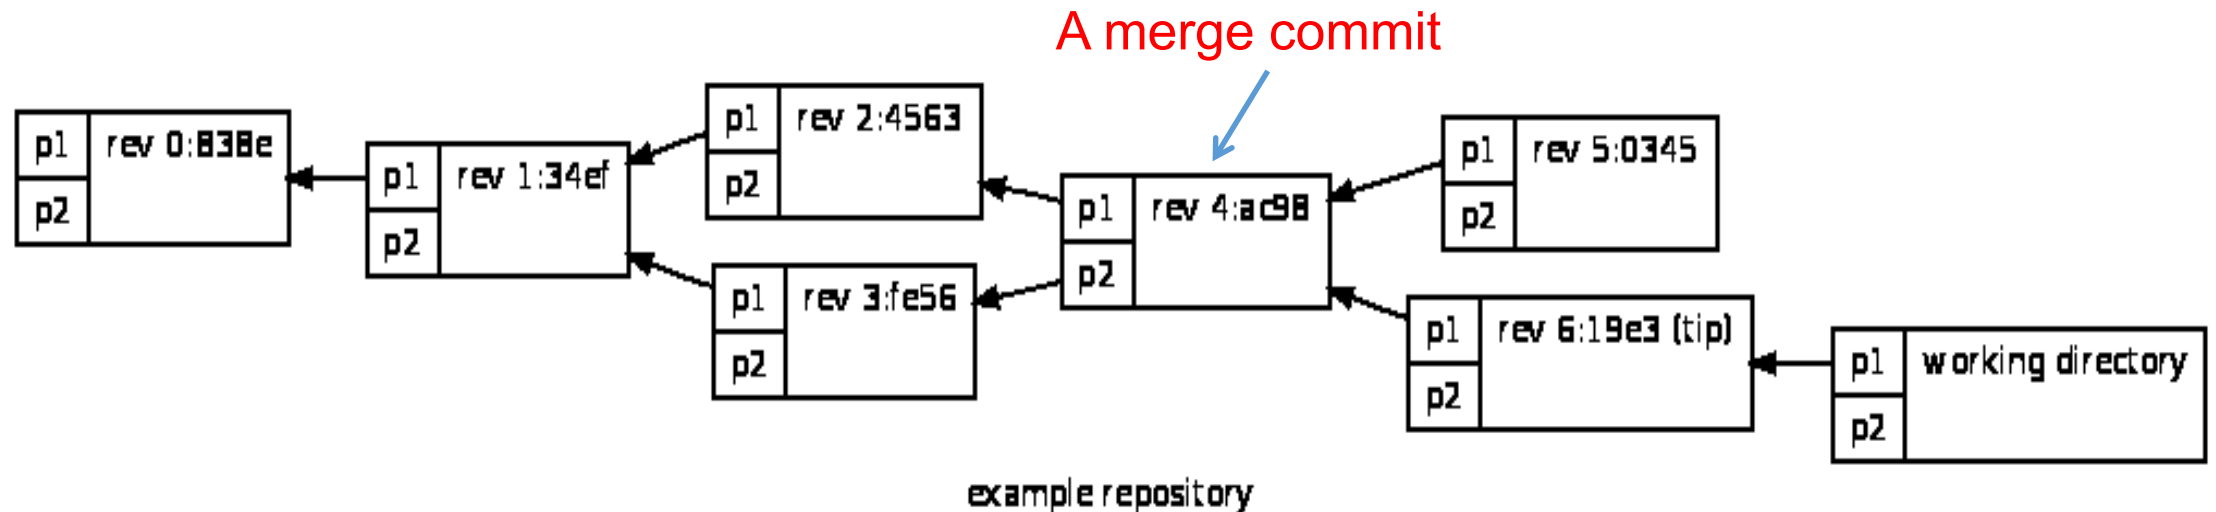 A merge commit
p1 rev 0:838e
p2
p1 rev 1:34ef
p2
p1 rev 2:4563
p2
p1 rev 3:fe56
p2
p1 rev 4:ac98
p2
p1 rev 5:0345
p2
p1 rev 6:19e3 (tip)
p2
p1 working directory
p2
example repository